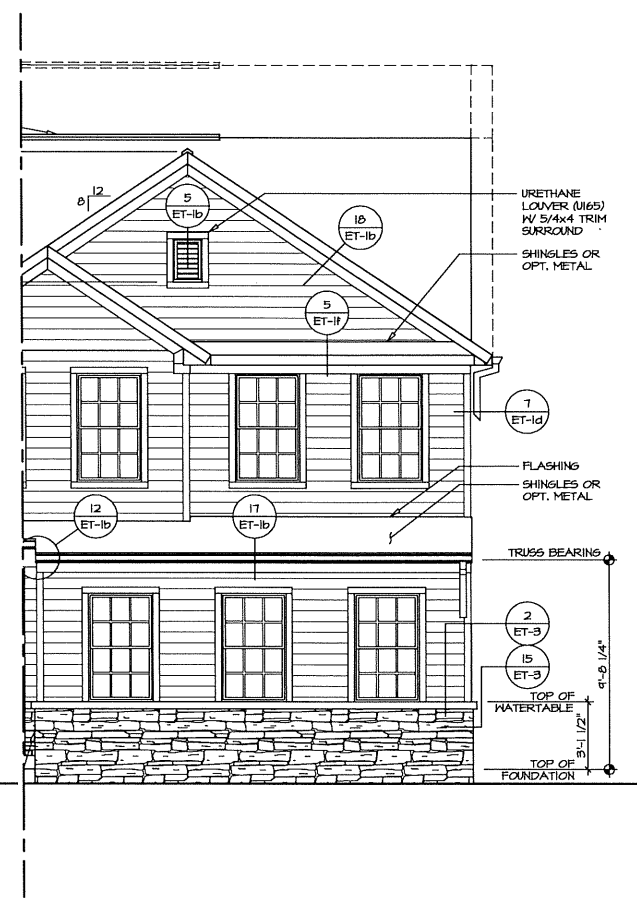 12
8
5
ET-1b
URETHANE
LOUVER (U165)
W/ 5/4x4 TRIM
SURROUND
18
ET-1b
SHINGLES OR
OPT. METAL
5
ET-1f
7
ET-1d
FLASHING
SHINGLES OR
OPT. METAL
12
ET-1b
17
ET-1b
TRUSS BEARING
2
ET-3
15
ET-3
9'-8 1/4"
TOP OF
WATERTABLE
3'-1 1/2"
TOP OF
FOUNDATION